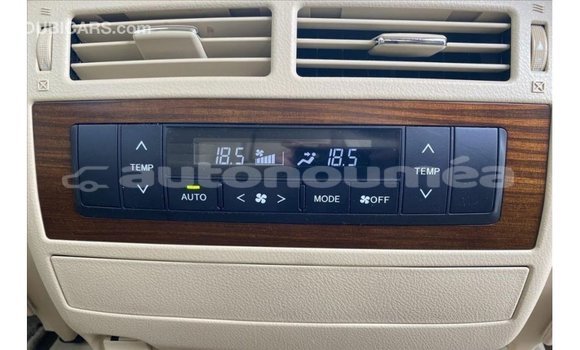 DUBICARS.com
18.5 18.5
TEMP TEMP
autonouméa
AUTO MODE OFF